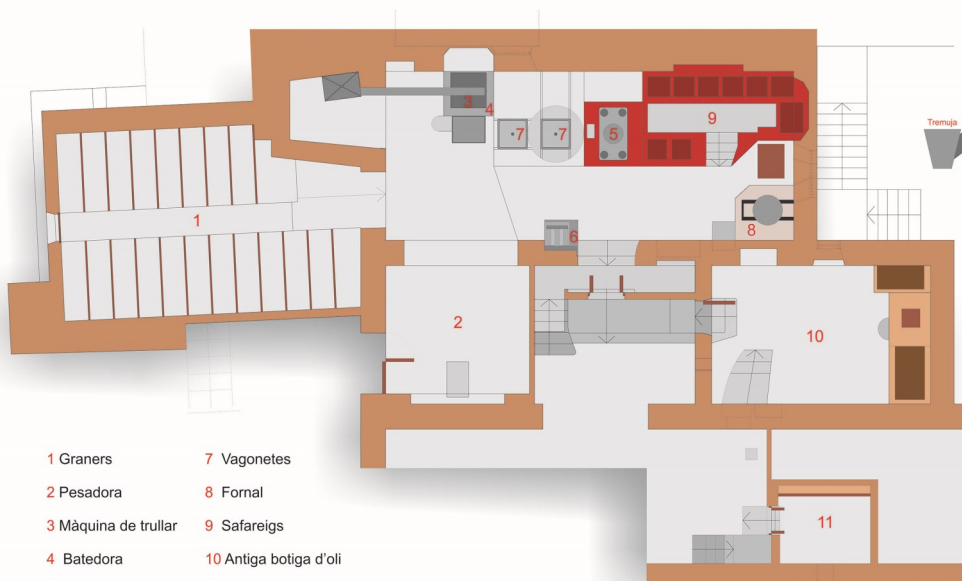 3
4
9
Tremuja
7
7
5
1
8
6
2
10
1 Graners
7 Vagonetes
2 Pesadora
8 Fornal
3 Màquina de trullar
9 Safareigs
11
4 Batedora
10 Antiga botiga d'oli